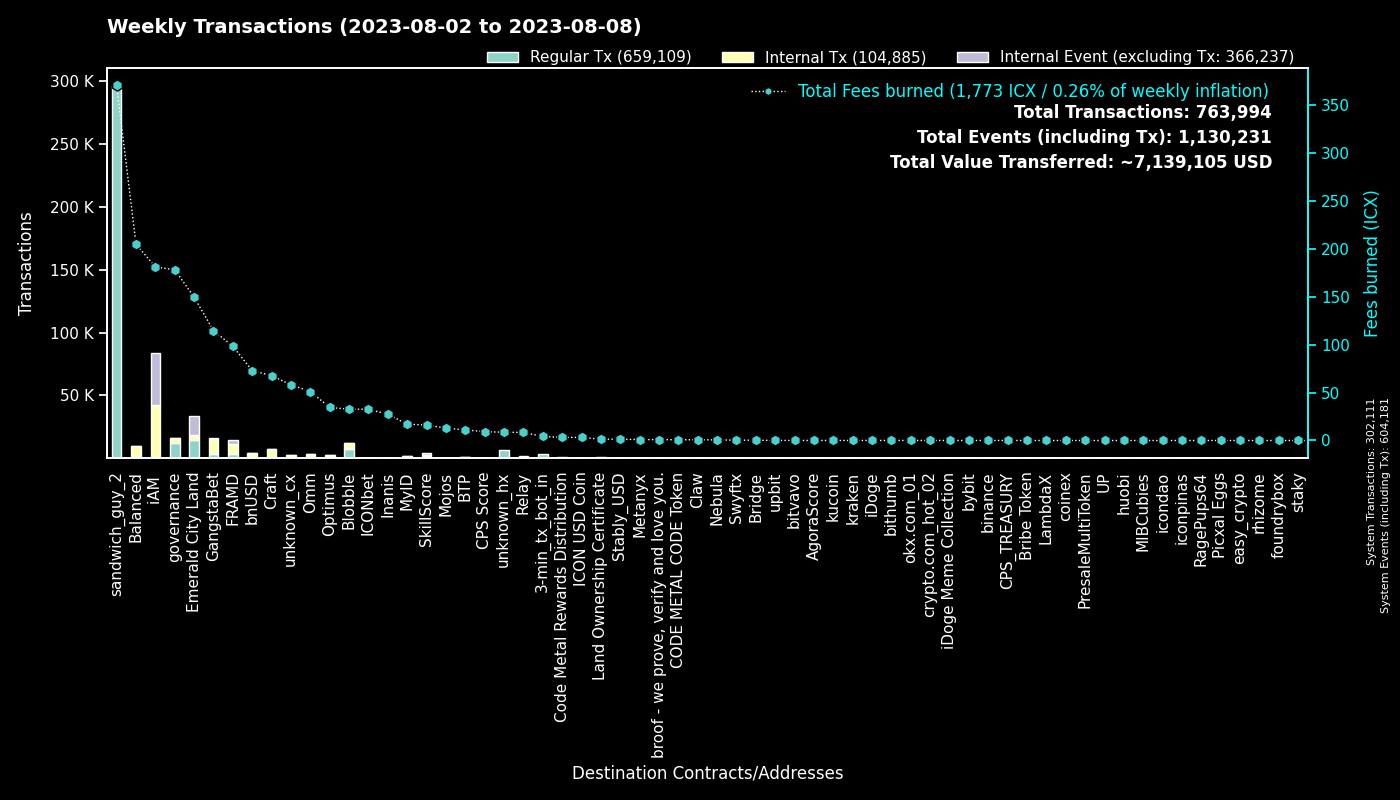 Weekly Transactions (2023-08-02 to 2023-08-08)
Regular Tx (659,109)
Internal Tx (104,885)
Internal Event (excluding Tx: 366,237)
Total Fees burned (1,773 ICX / 0.26% of weekly inflation)
Total Transactions: 763,994
Total Events (including Tx): 1,130,231
Total Value Transferred: ~7,139,105 USD
Transactions
300 K
250 K
200 K
150 K
100 K
50 K
350
300
250
200
150
100
50
0
Fees burned (ICX)
System Transactions: 302,111
System Events (including Tx): 604,181
sandwich_guy_2
Balanced
iAM
governance
Emerald City Land
GangstaBet
FRAMD
bnUSD
Craft
unknown_cx
Omm
Optimus
Blobble
ICONbet
Inanis
MyID
SkillScore
Mojos
BTP
CPS Score
unknown_hx
Relay
3-min_tx_bot_in
Code Metal Rewards Distribution
ICON USD Coin
Land Ownership Certificate
Stably_USD
Metanyx
broof - we prove, verify and love you.
CODE METAL CODE Token
Claw
Nebula
Swyftx
Bridge
upbit
bitvavo
AgoraScore
kucoin
kraken
iDoge
bithumb
okx.com_01
crypto.com_hot_02
iDoge Meme Collection
bybit
binance
CPS_TREASURY
Bribe Token
LambdaX
coinex
PresaleMultiToken
UP
huobi
MIBCubies
icondao
iconpinas
RagePups64
Picxal Eggs
easy_crypto
rhizome
foundrybox
staky
Destination Contracts/Addresses